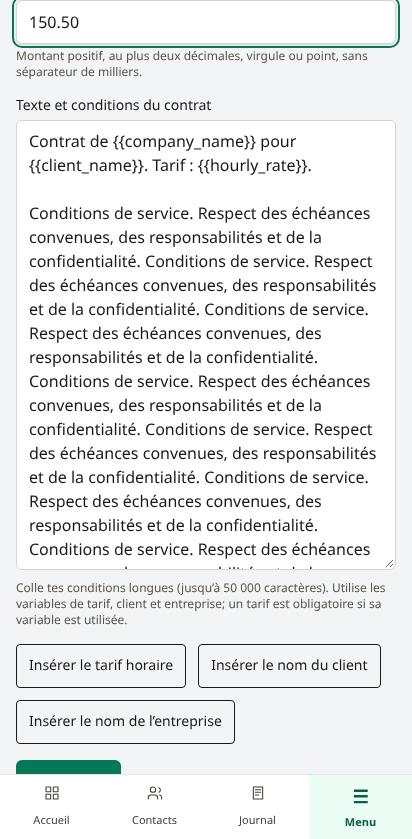 150.50
Montant positif, au plus deux décimales, virgule ou point, sans
séparateur de milliers.
Texte et conditions du contrat
Contrat de {{company_name}} pour
{{client_name}}. Tarif : {{hourly_rate}}.
Conditions de service. Respect des échéances
convenues, des responsabilités et de la
confidentialité. Conditions de service. Respect
des échéances convenues, des responsabilités
et de la confidentialité. Conditions de service.
Respect des échéances convenues, des
responsabilités et de la confidentialité.
Conditions de service. Respect des échéances
convenues, des responsabilités et de la
confidentialité. Conditions de service. Respect
des échéances convenues, des responsabilités
et de la confidentialité. Conditions de service.
Respect des échéances convenues, des
responsabilités et de la confidentialité.
Conditions de service. Respect des échéances
Colle tes conditions longues (jusqu’à 50 000 caractères). Utilise les
variables de tarif, client et entreprise; un tarif est obligatoire si sa
variable est utilisée.
Insérer le tarif horaire
Insérer le nom du client
Insérer le nom de l’entreprise
Accueil
Contacts
Journal
Menu